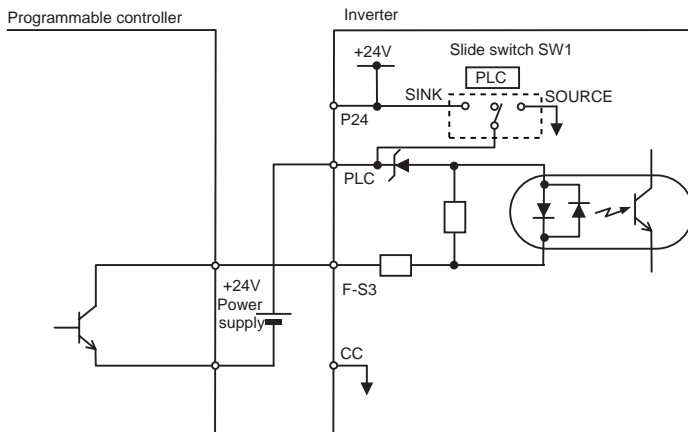 Programmable controller
Inverter
+24V
Slide switch SW1
PLC
SINK
SOURCE
P24
PLC
F-S3
+24V
Power
supply
CC